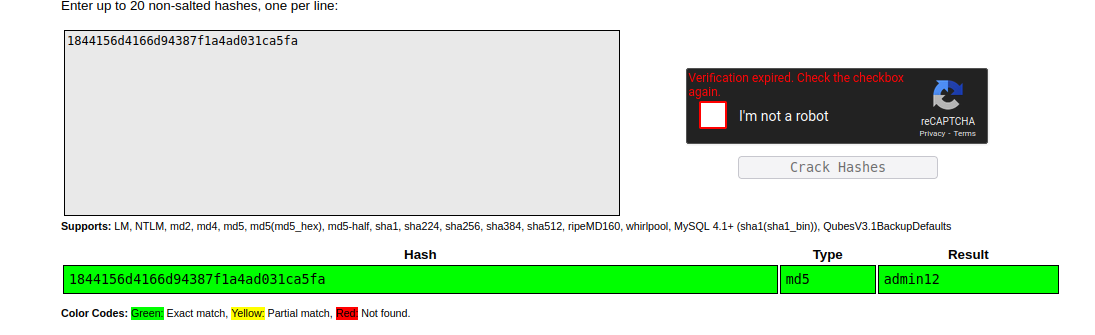 Enter up to 20 non-salted hashes, one per line:
1844156d4166d94387f1a4ad031ca5fa
Verification expired. Check the checkbox
again.
I'm not a robot
reCAPTCHA
Privacy - Terms
Crack Hashes
Supports: LM, NTLM, md2, md4, md5, md5(md5_hex), md5-half, sha1, sha224, sha256, sha384, sha512, ripeMD160, whirlpool, MySQL 4.1+ (sha1(sha1_bin)), QubesV3.1BackupDefaults
Hash Type Result
1844156d4166d94387f1a4ad031ca5fa md5 admin12
Color Codes: Green: Exact match, Yellow: Partial match, Red: Not found.